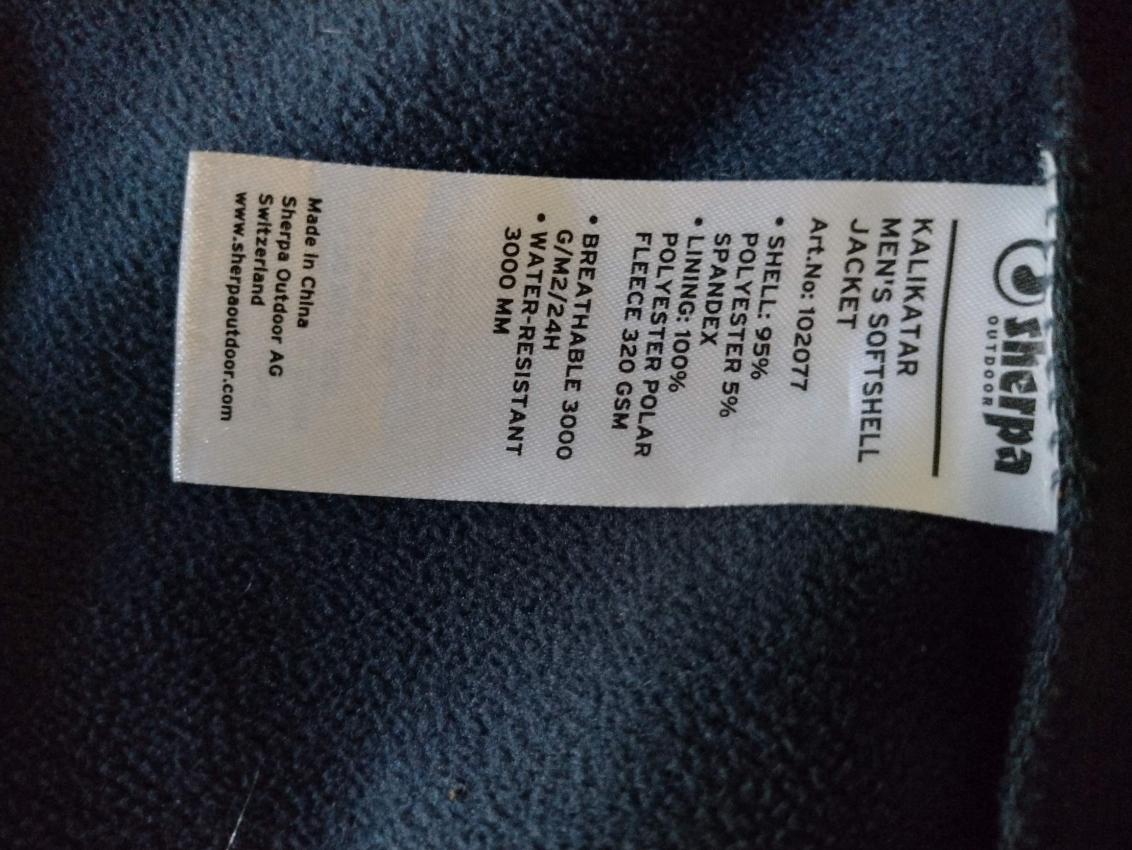 sherpa
OUTDOOR
KALIKATAR
MEN'S SOFTSHELL
JACKET
Art.No: 102077
• SHELL: 95%
POLYESTER 5%
SPANDEX
• LINING: 100%
POLYESTER POLAR
FLEECE 320 GSM
• BREATHABLE 3000
G/M2/24H
• WATER-RESISTANT
3000 MM
Made in China
Sherpa Outdoor AG
Switzerland
www.sherpaoutdoor.com